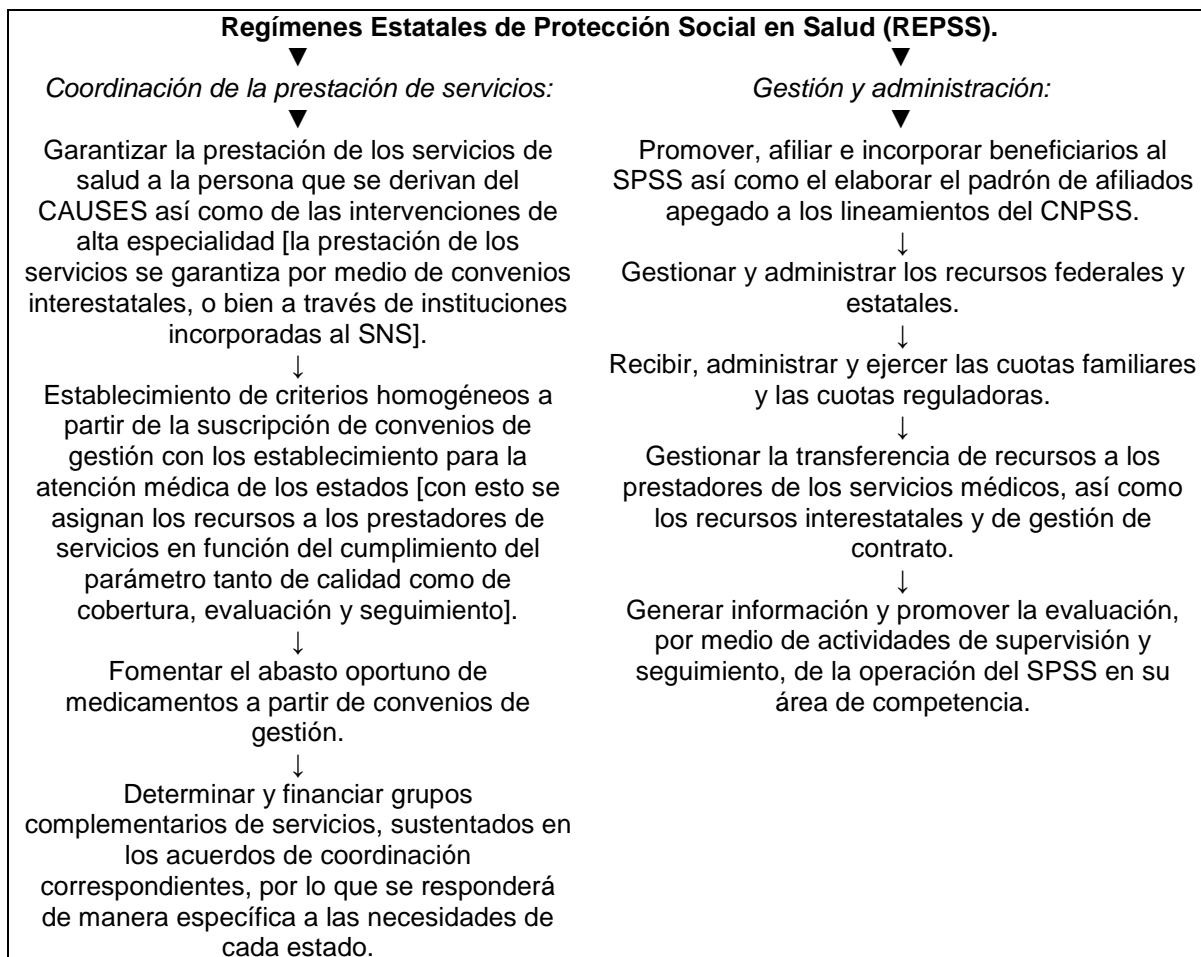 Regímenes Estatales de Protección Social en Salud (REPSS).
▼ ▼
Coordinación de la prestación de servicios:
▼
Garantizar la prestación de los servicios de
salud a la persona que se derivan del
CAUSES así como de las intervenciones de
alta especialidad [la prestación de los
servicios se garantiza por medio de convenios
interestatales, o bien a través de instituciones
incorporadas al SNS].
↓
Establecimiento de criterios homogéneos a
partir de la suscripción de convenios de
gestión con los establecimiento para la
atención médica de los estados [con esto se
asignan los recursos a los prestadores de
servicios en función del cumplimiento del
parámetro tanto de calidad como de
cobertura, evaluación y seguimiento].
↓
Fomentar el abasto oportuno de
medicamentos a partir de convenios de
gestión.
↓
Determinar y financiar grupos
complementarios de servicios, sustentados en
los acuerdos de coordinación
correspondientes, por lo que se responderá
de manera específica a las necesidades de
cada estado.
Gestión y administración:
▼
Promover, afiliar e incorporar beneficiarios al
SPSS así como el elaborar el padrón de afiliados
apegado a los lineamientos del CNPSS.
↓
Gestionar y administrar los recursos federales y
estatales.
↓
Recibir, administrar y ejercer las cuotas familiares
y las cuotas reguladoras.
↓
Gestionar la transferencia de recursos a los
prestadores de los servicios médicos, así como
los recursos interestatales y de gestión de
contrato.
↓
Generar información y promover la evaluación,
por medio de actividades de supervisión y
seguimiento, de la operación del SPSS en su
área de competencia.